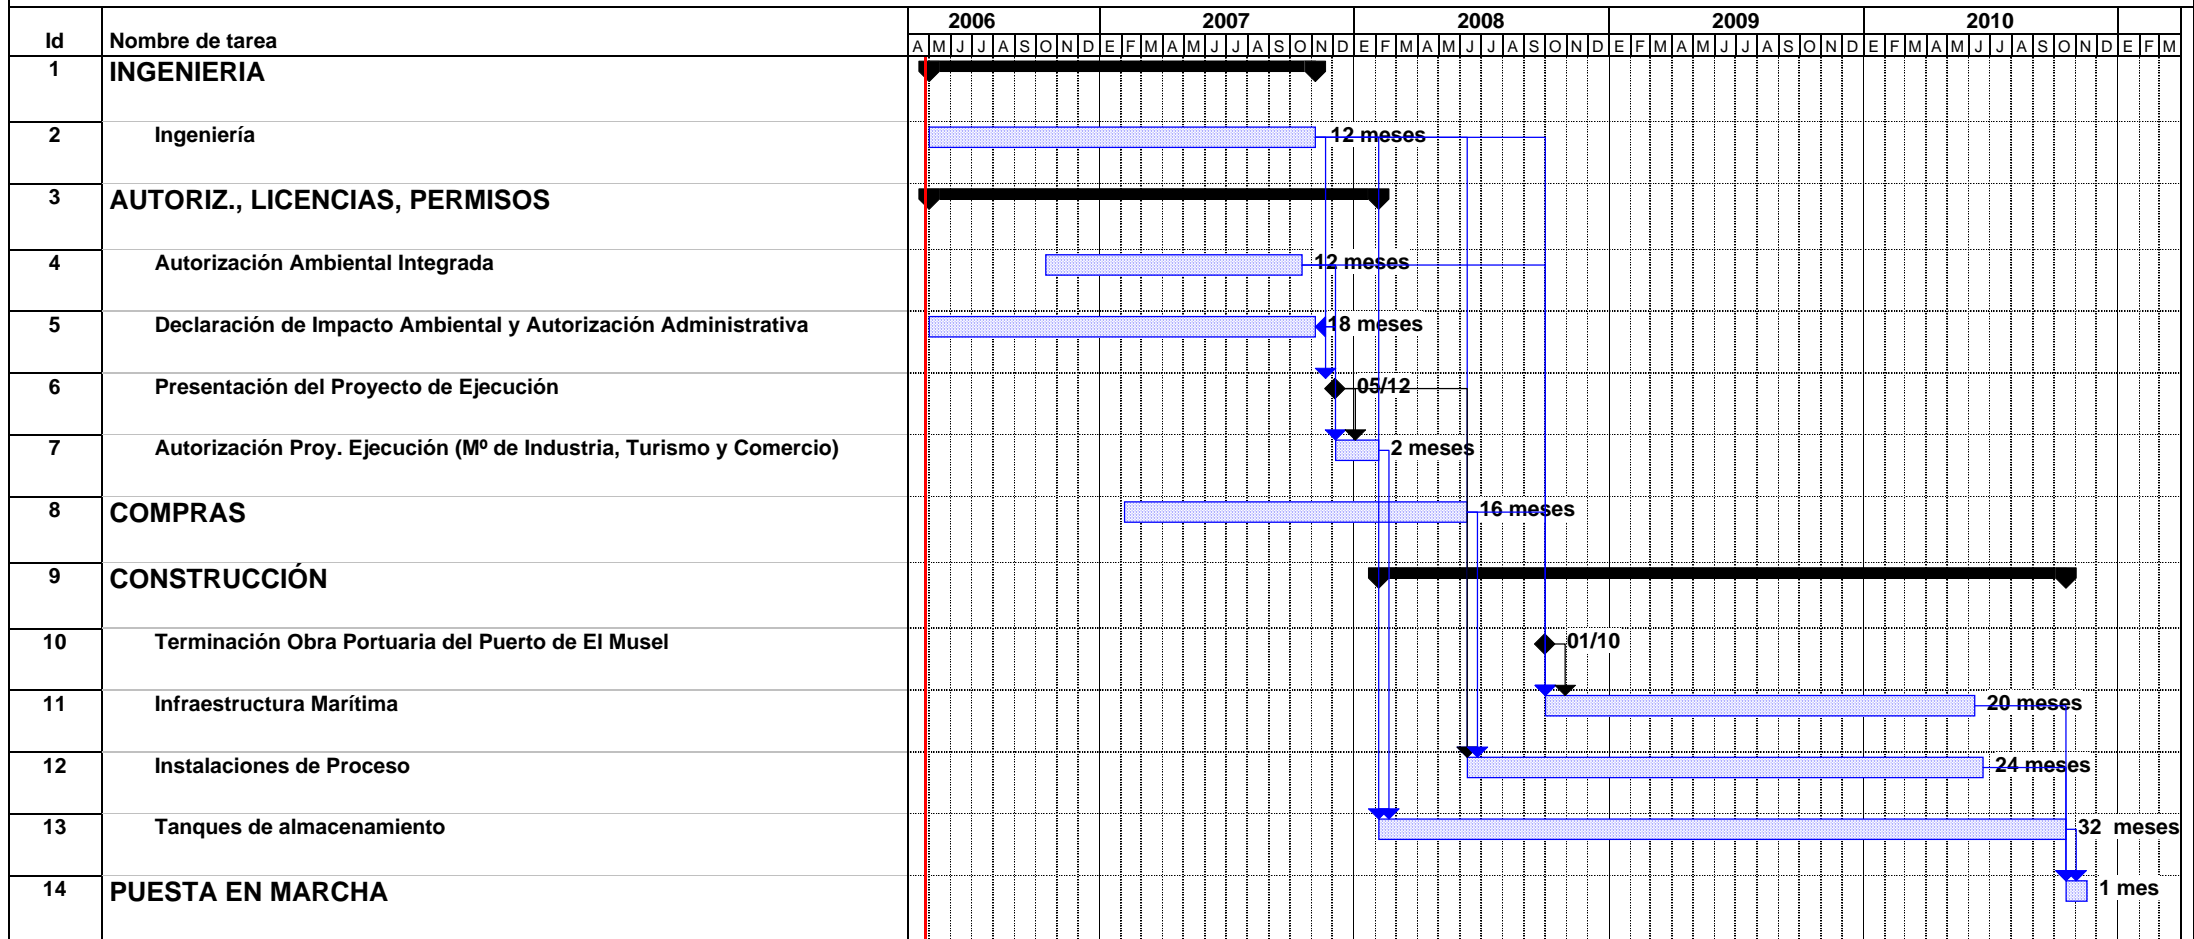 2006 2007 2008 2009 2010
Id Nombre de tarea A M J J A S O N D E F M A M J J A S O N D E F M A M J J A S O N D E F M A M J J A S O N D E F M A M J J A S O N D E F M
1 INGENIERIA
2 Ingeniería 12 meses
3 AUTORIZ., LICENCIAS, PERMISOS
4 Autorización Ambiental Integrada 12 meses
5 Declaración de Impacto Ambiental y Autorización Administrativa 18 meses
6 Presentación del Proyecto de Ejecución 05/12
7 Autorización Proy. Ejecución (Mº de Industria, Turismo y Comercio) 2 meses
8 COMPRAS 16 meses
9 CONSTRUCCIÓN
10 Terminación Obra Portuaria del Puerto de El Musel 01/10
11 Infraestructura Marítima 20 meses
12 Instalaciones de Proceso 24 meses
13 Tanques de almacenamiento 32 meses
14 PUESTA EN MARCHA 1 mes